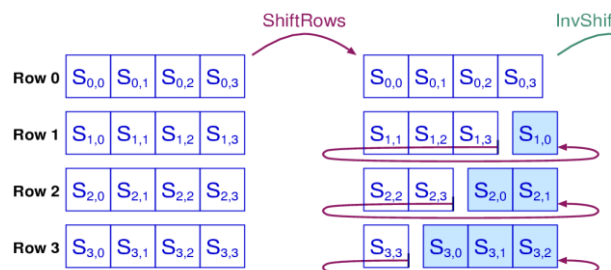 ShiftRows InvShif
Row 0 S0,0 S0,1 S0,2 S0,3 S0,0 S0,1 S0,2 S0,3
Row 1 S1,0 S1,1 S1,2 S1,3 S1,1 S1,2 S1,3 S1,0
Row 2 S2,0 S2,1 S2,2 S2,3 S2,2 S2,3 S2,0 S2,1
Row 3 S3,0 S3,1 S3,2 S3,3 S3,3 S3,0 S3,1 S3,2